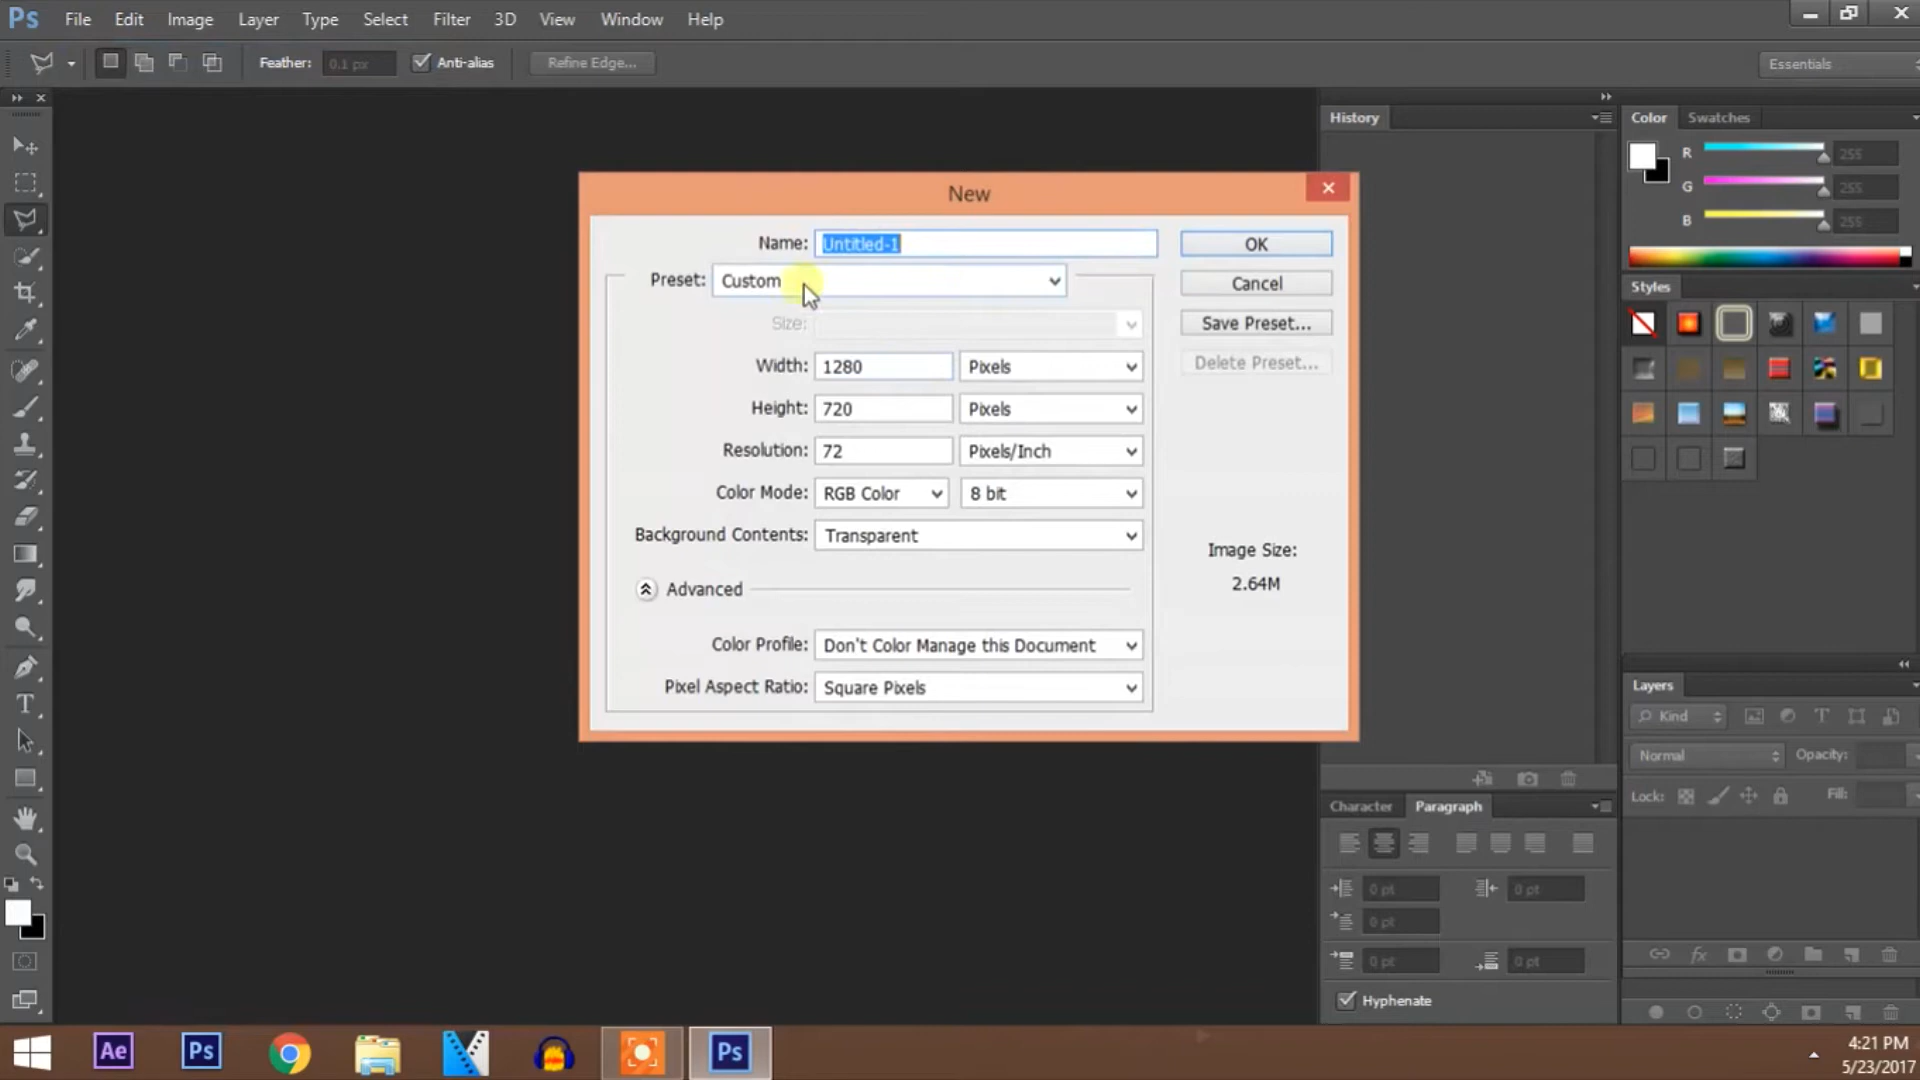 Ps File Edit Image Layer Type Select Filter 3D View Window Help
Feather: 0.1 px Anti-alias Refine Edge... Essentials
History
Color Swatches
R 255
G 255
B 255
Styles
New
Name: Untitled-1 OK
Preset: Custom Cancel
Size: Save Preset...
Width: 1280 Pixels Delete Preset...
Height: 720 Pixels
Resolution: 72 Pixels/Inch
Color Mode: RGB Color 8 bit
Background Contents: Transparent
Image Size:
2.64M
Advanced
Color Profile: Don't Color Manage this Document
Pixel Aspect Ratio: Square Pixels
Layers
Kind
Normal Opacity:
Lock: Fill:
Character Paragraph
0 pt 0 pt
0 pt
0 pt 0 pt
Hyphenate
Ae Ps Ps
4:21 PM
5/23/2017